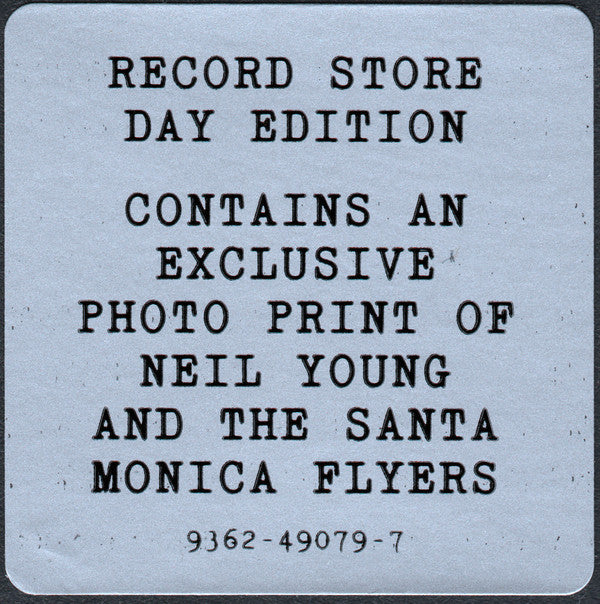 RECORD STORE
DAY EDITION
CONTAINS AN
EXCLUSIVE
PHOTO PRINT OF
NEIL YOUNG
AND THE SANTA
MONICA FLYERS
9362-49079-7